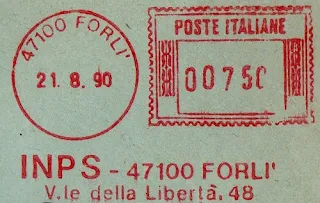 47100 FORLI'
21. 8. 90
POSTE ITALIANE
00750
INPS - 47100 FORLI'
V.le della Libertà, 48